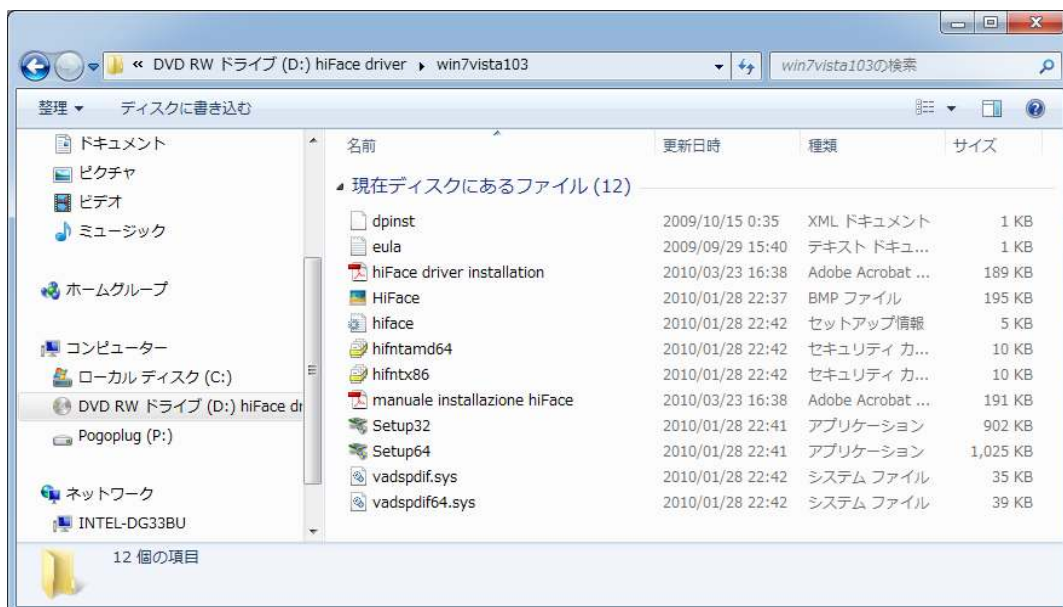 « DVD RW ドライブ (D:) hiFace driver ▸ win7vista103
win7vista103の検索
整理 ▼ ディスクに書き込む
ドキュメント
ピクチャ
ビデオ
ミュージック
ホームグループ
コンピューター
ローカル ディスク (C:)
DVD RW ドライブ (D:) hiFace dr
Pogoplug (P:)
ネットワーク
INTEL-DG33BU
名前 更新日時 種類 サイズ
現在ディスクにあるファイル (12)
dpinst 2009/10/15 0:35 XML ドキュメント 1 KB
eula 2009/09/29 15:40 テキスト ドキュ... 1 KB
hiFace driver installation 2010/03/23 16:38 Adobe Acrobat ... 189 KB
HiFace 2010/01/28 22:37 BMP ファイル 195 KB
hiface 2010/01/28 22:42 セットアップ情報 5 KB
hifntamd64 2010/01/28 22:42 セキュリティ カ... 10 KB
hifntx86 2010/01/28 22:42 セキュリティ カ... 10 KB
manuale installazione hiFace 2010/03/23 16:38 Adobe Acrobat ... 191 KB
Setup32 2010/01/28 22:41 アプリケーション 902 KB
Setup64 2010/01/28 22:41 アプリケーション 1,025 KB
vadspdif.sys 2010/01/28 22:42 システム ファイル 35 KB
vadspdif64.sys 2010/01/28 22:42 システム ファイル 39 KB
12 個の項目